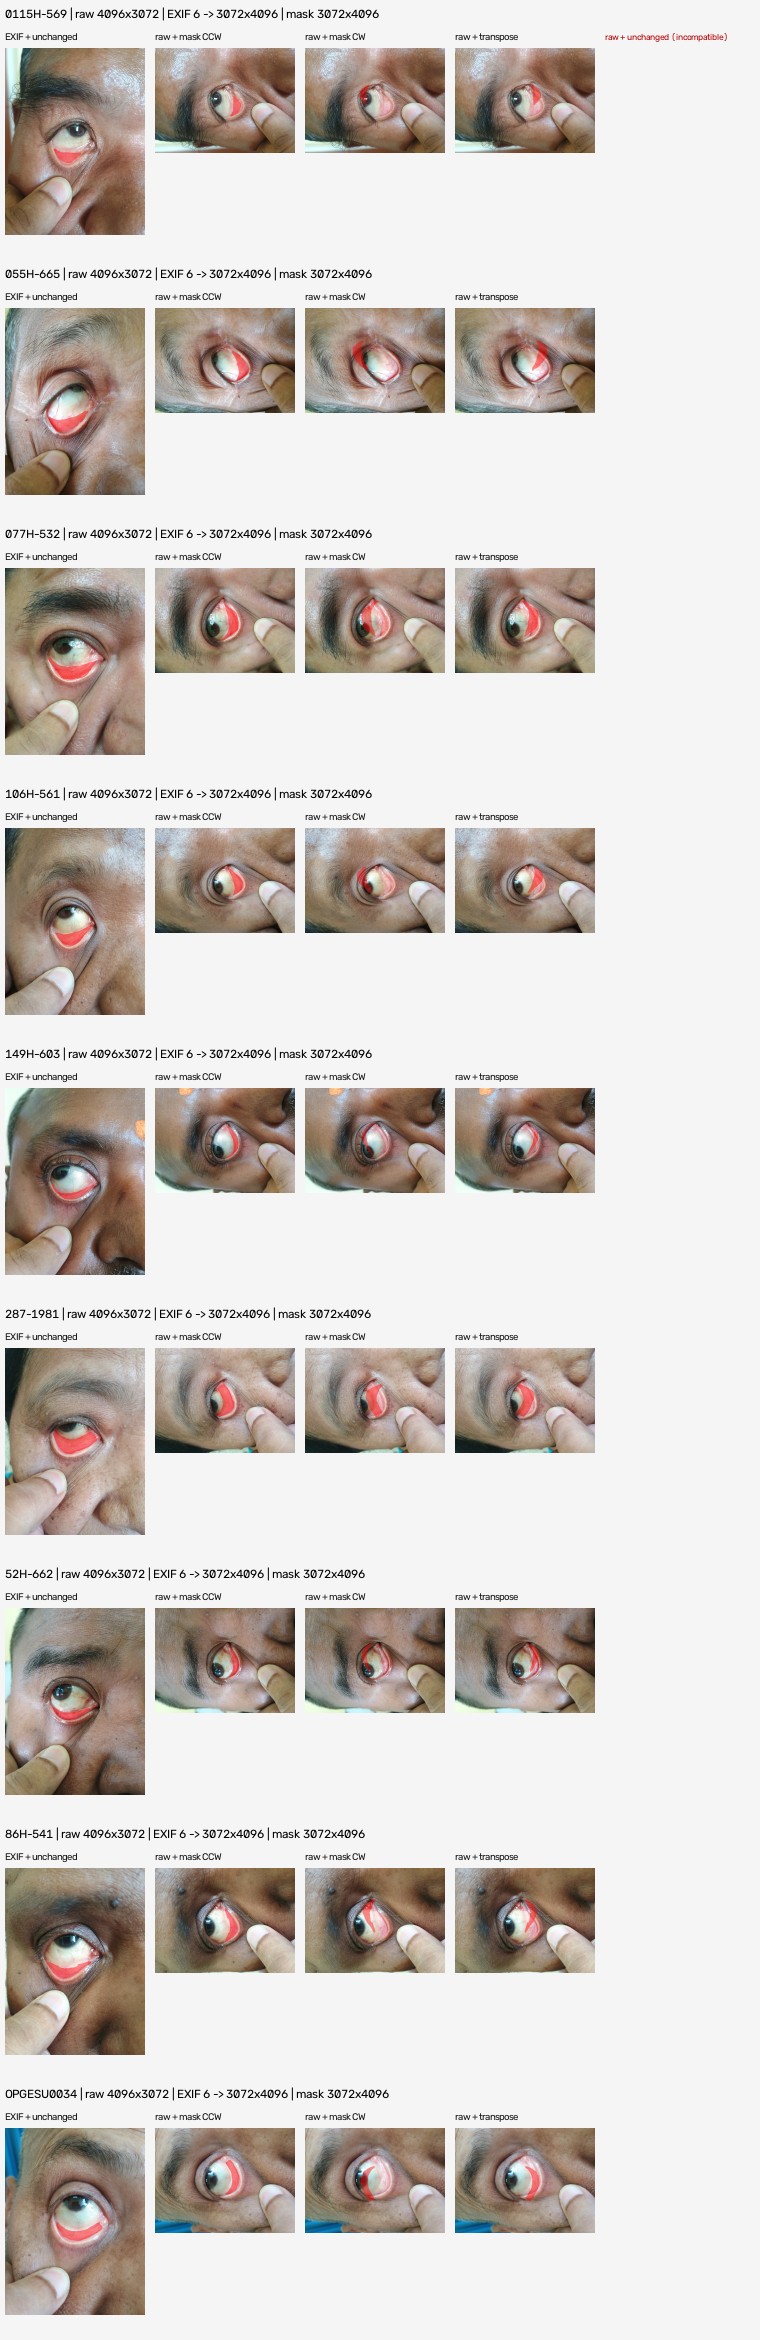 0115H-569 | raw 4096x3072 | EXIF 6 -> 3072x4096 | mask 3072x4096
EXIF + unchanged raw + mask CCW raw + mask CW raw + transpose raw + unchanged (incompatible)
055H-665 | raw 4096x3072 | EXIF 6 -> 3072x4096 | mask 3072x4096
EXIF + unchanged raw + mask CCW raw + mask CW raw + transpose
077H-532 | raw 4096x3072 | EXIF 6 -> 3072x4096 | mask 3072x4096
EXIF + unchanged raw + mask CCW raw + mask CW raw + transpose
106H-561 | raw 4096x3072 | EXIF 6 -> 3072x4096 | mask 3072x4096
EXIF + unchanged raw + mask CCW raw + mask CW raw + transpose
149H-603 | raw 4096x3072 | EXIF 6 -> 3072x4096 | mask 3072x4096
EXIF + unchanged raw + mask CCW raw + mask CW raw + transpose
287-1981 | raw 4096x3072 | EXIF 6 -> 3072x4096 | mask 3072x4096
EXIF + unchanged raw + mask CCW raw + mask CW raw + transpose
52H-662 | raw 4096x3072 | EXIF 6 -> 3072x4096 | mask 3072x4096
EXIF + unchanged raw + mask CCW raw + mask CW raw + transpose
86H-541 | raw 4096x3072 | EXIF 6 -> 3072x4096 | mask 3072x4096
EXIF + unchanged raw + mask CCW raw + mask CW raw + transpose
OPGESU0034 | raw 4096x3072 | EXIF 6 -> 3072x4096 | mask 3072x4096
EXIF + unchanged raw + mask CCW raw + mask CW raw + transpose